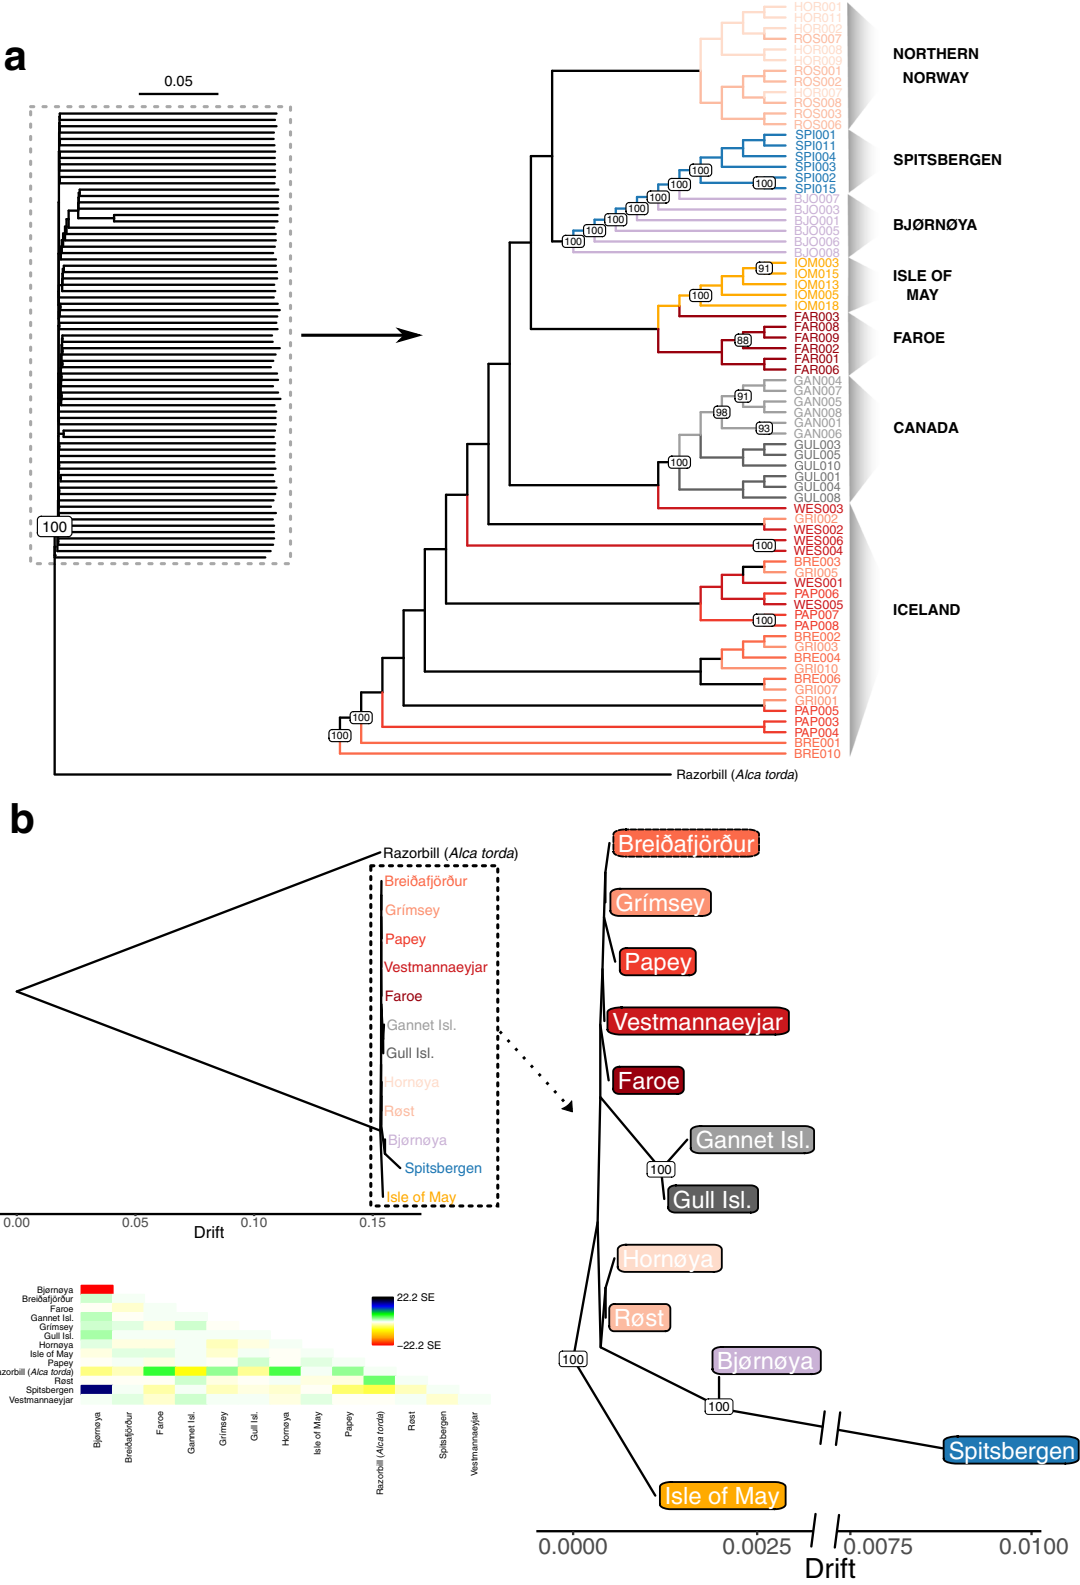 a
0.05
100
HOR001
HOR011
HOR002
ROS007
HOR008
HOR009
ROS001
ROS002
HOR007
ROS008
ROS003
ROS006
SPI001
SPI011
SPI004
SPI003
SPI002
SPI015
BJO007
BJO003
BJO001
BJO005
BJO006
BJO008
IOM003
IOM015
IOM013
IOM005
IOM018
FAR003
FAR008
FAR009
FAR002
FAR001
FAR006
GAN004
GAN007
GAN005
GAN008
GAN001
GAN006
GUL003
GUL005
GUL010
GUL001
GUL004
GUL008
WES003
GRI002
WES002
WES006
WES004
BRE003
GRI005
WES001
PAP006
WES005
PAP007
PAP008
BRE002
GRI003
BRE004
GRI010
BRE006
GRI007
GRI001
PAP005
PAP003
PAP004
BRE001
BRE010
100
100
100
100
100
100
100
100
91
100
88
91
98
93
100
100
100
100
100
NORTHERN
NORWAY
SPITSBERGEN
BJØRNØYA
ISLE OF
MAY
FAROE
CANADA
ICELAND
Razorbill (Alca torda)
b
Razorbill (Alca torda)
Breiðafjörður
Grímsey
Papey
Vestmannaeyjar
Faroe
Gannet Isl.
Gull Isl.
Hornøya
Røst
Bjørnøya
Spitsbergen
Isle of May
0.00
0.05
0.10
0.15
Drift
Bjørnøya
Breiðafjörður
Faroe
Gannet Isl.
Grímsey
Gull Isl.
Hornøya
Isle of May
Papey
azorbill (Alca torda)
Røst
Spitsbergen
Vestmannaeyjar
22.2 SE
−22.2 SE
Bjørnøya
Breiðafjörður
Faroe
Gannet Isl.
Grímsey
Gull Isl.
Hornøya
Isle of May
Papey
Razorbill (Alca torda)
Røst
Spitsbergen
Vestmannaeyjar
Breiðafjörður
Grímsey
Papey
Vestmannaeyjar
Faroe
Gannet Isl.
100
Gull Isl.
Hornøya
Røst
100
Bjørnøya
100
Spitsbergen
Isle of May
0.0000
0.0025
0.0075
0.0100
Drift